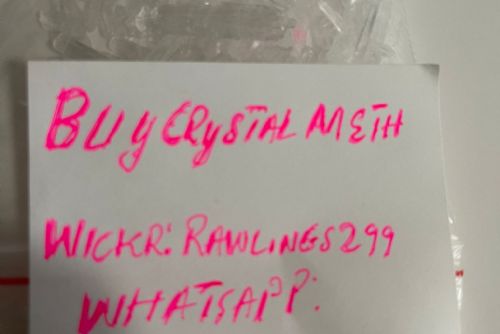 BUY CRYSTAL METH
WICKR: RAWLINGS299
WHATSAPP: